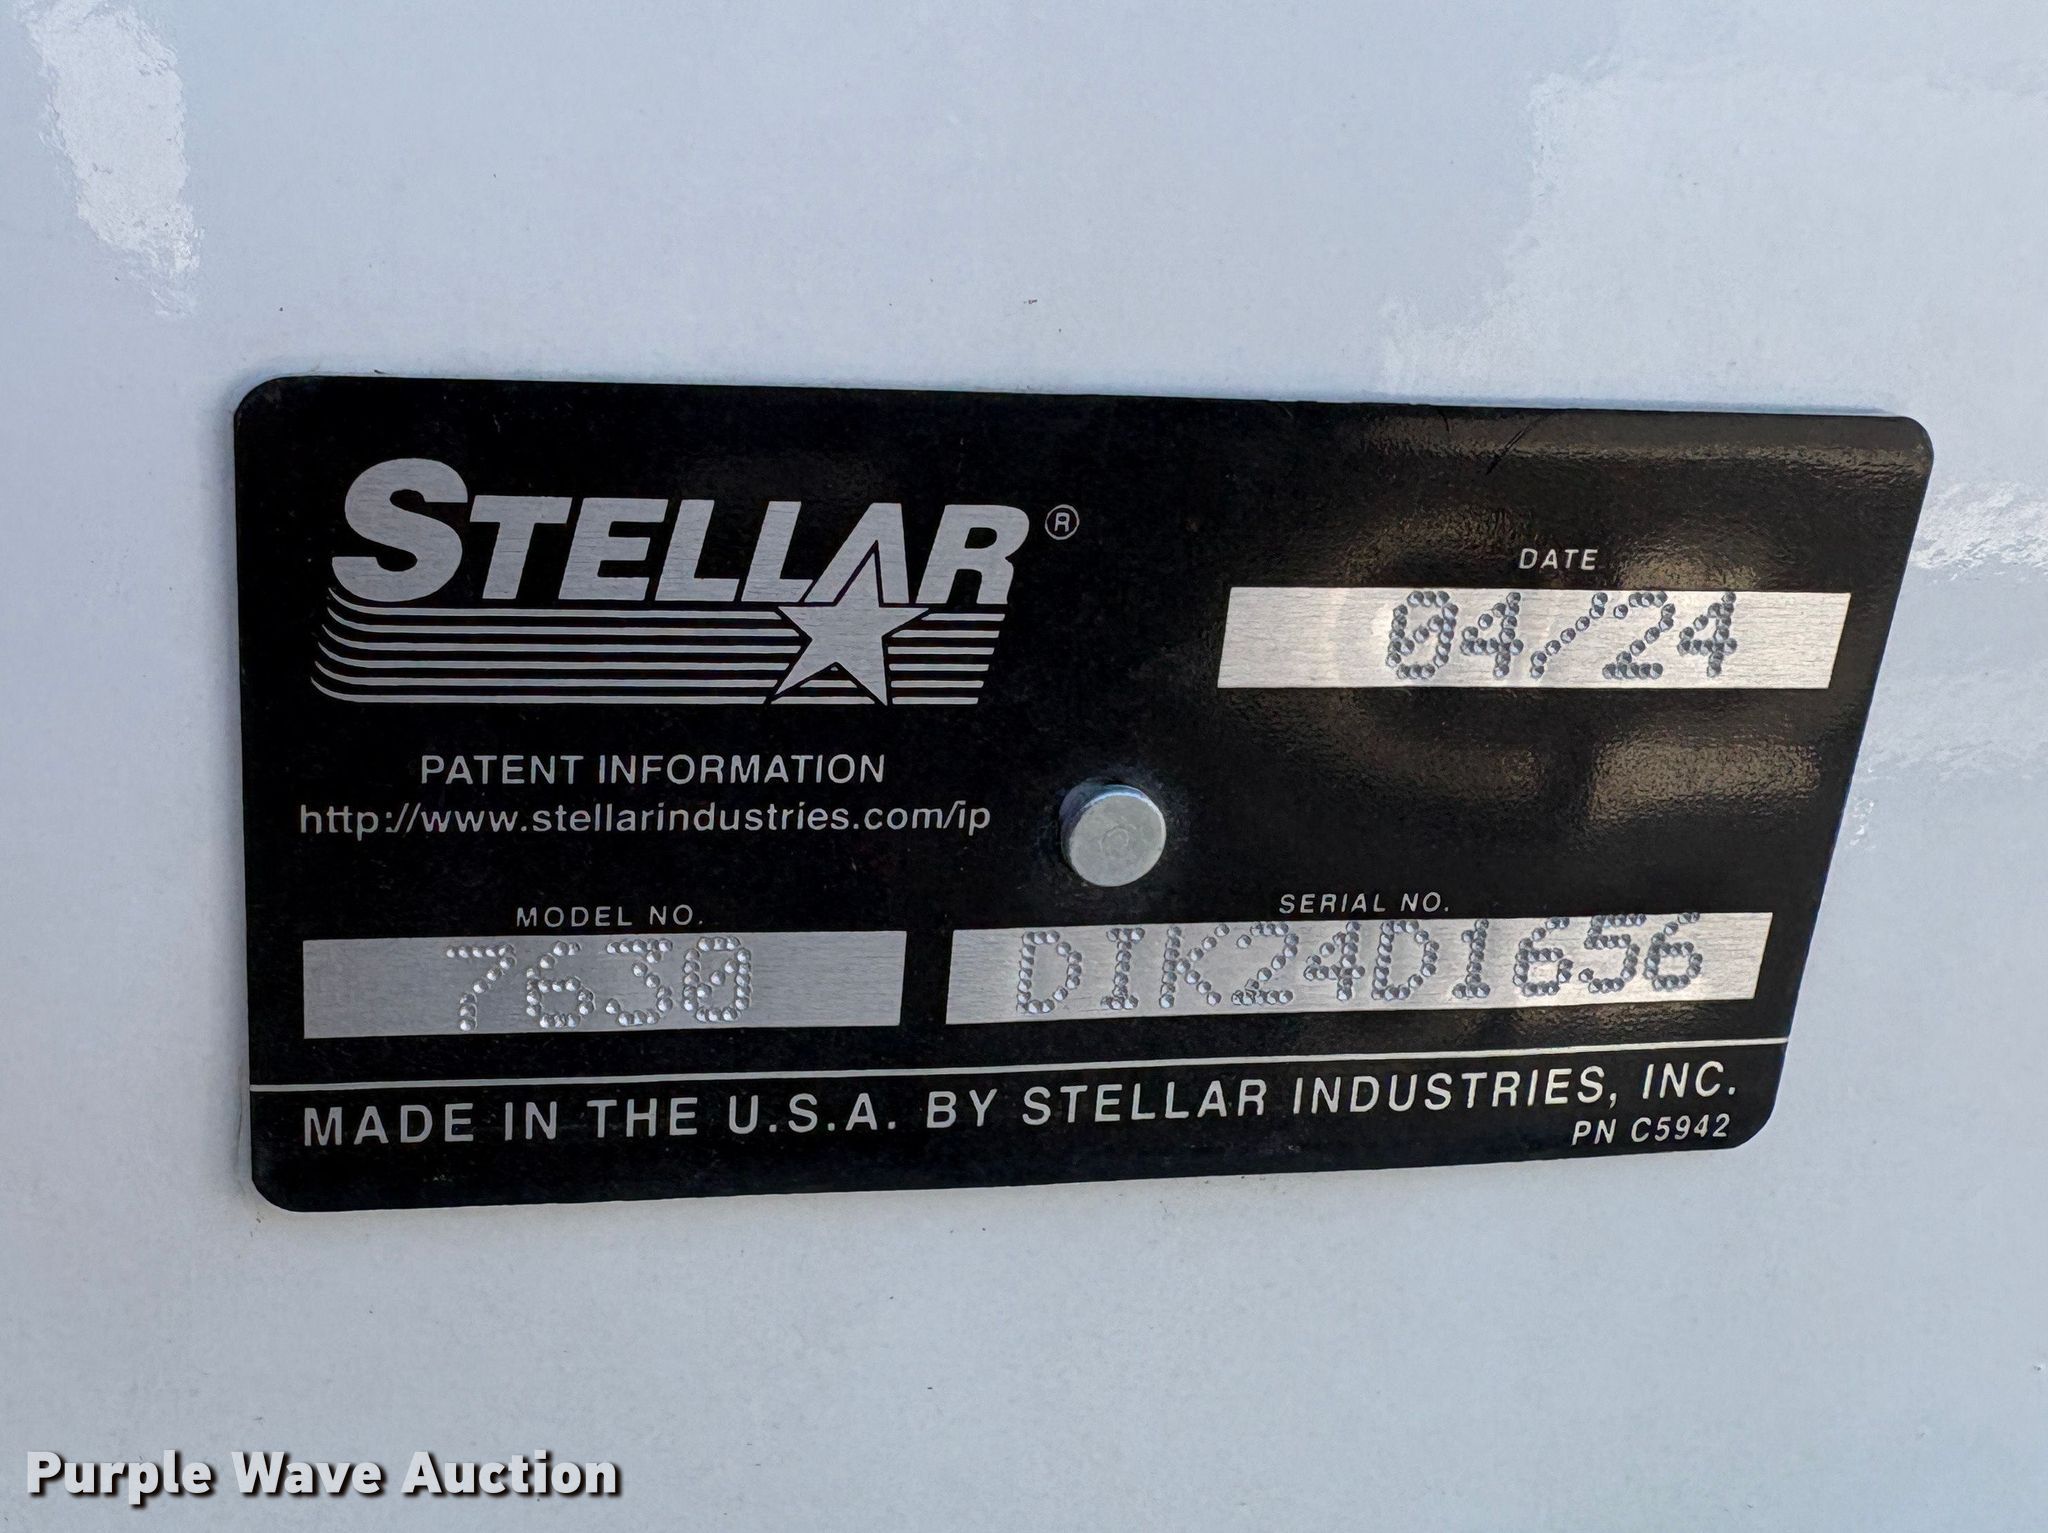 STELLAR®
DATE
04/24
PATENT INFORMATION
http://www.stellarindustries.com/ip
MODEL NO.
7630
SERIAL NO.
DIK24D1656
MADE IN THE U.S.A. BY STELLAR INDUSTRIES, INC.
PN C5942
Purple Wave Auction